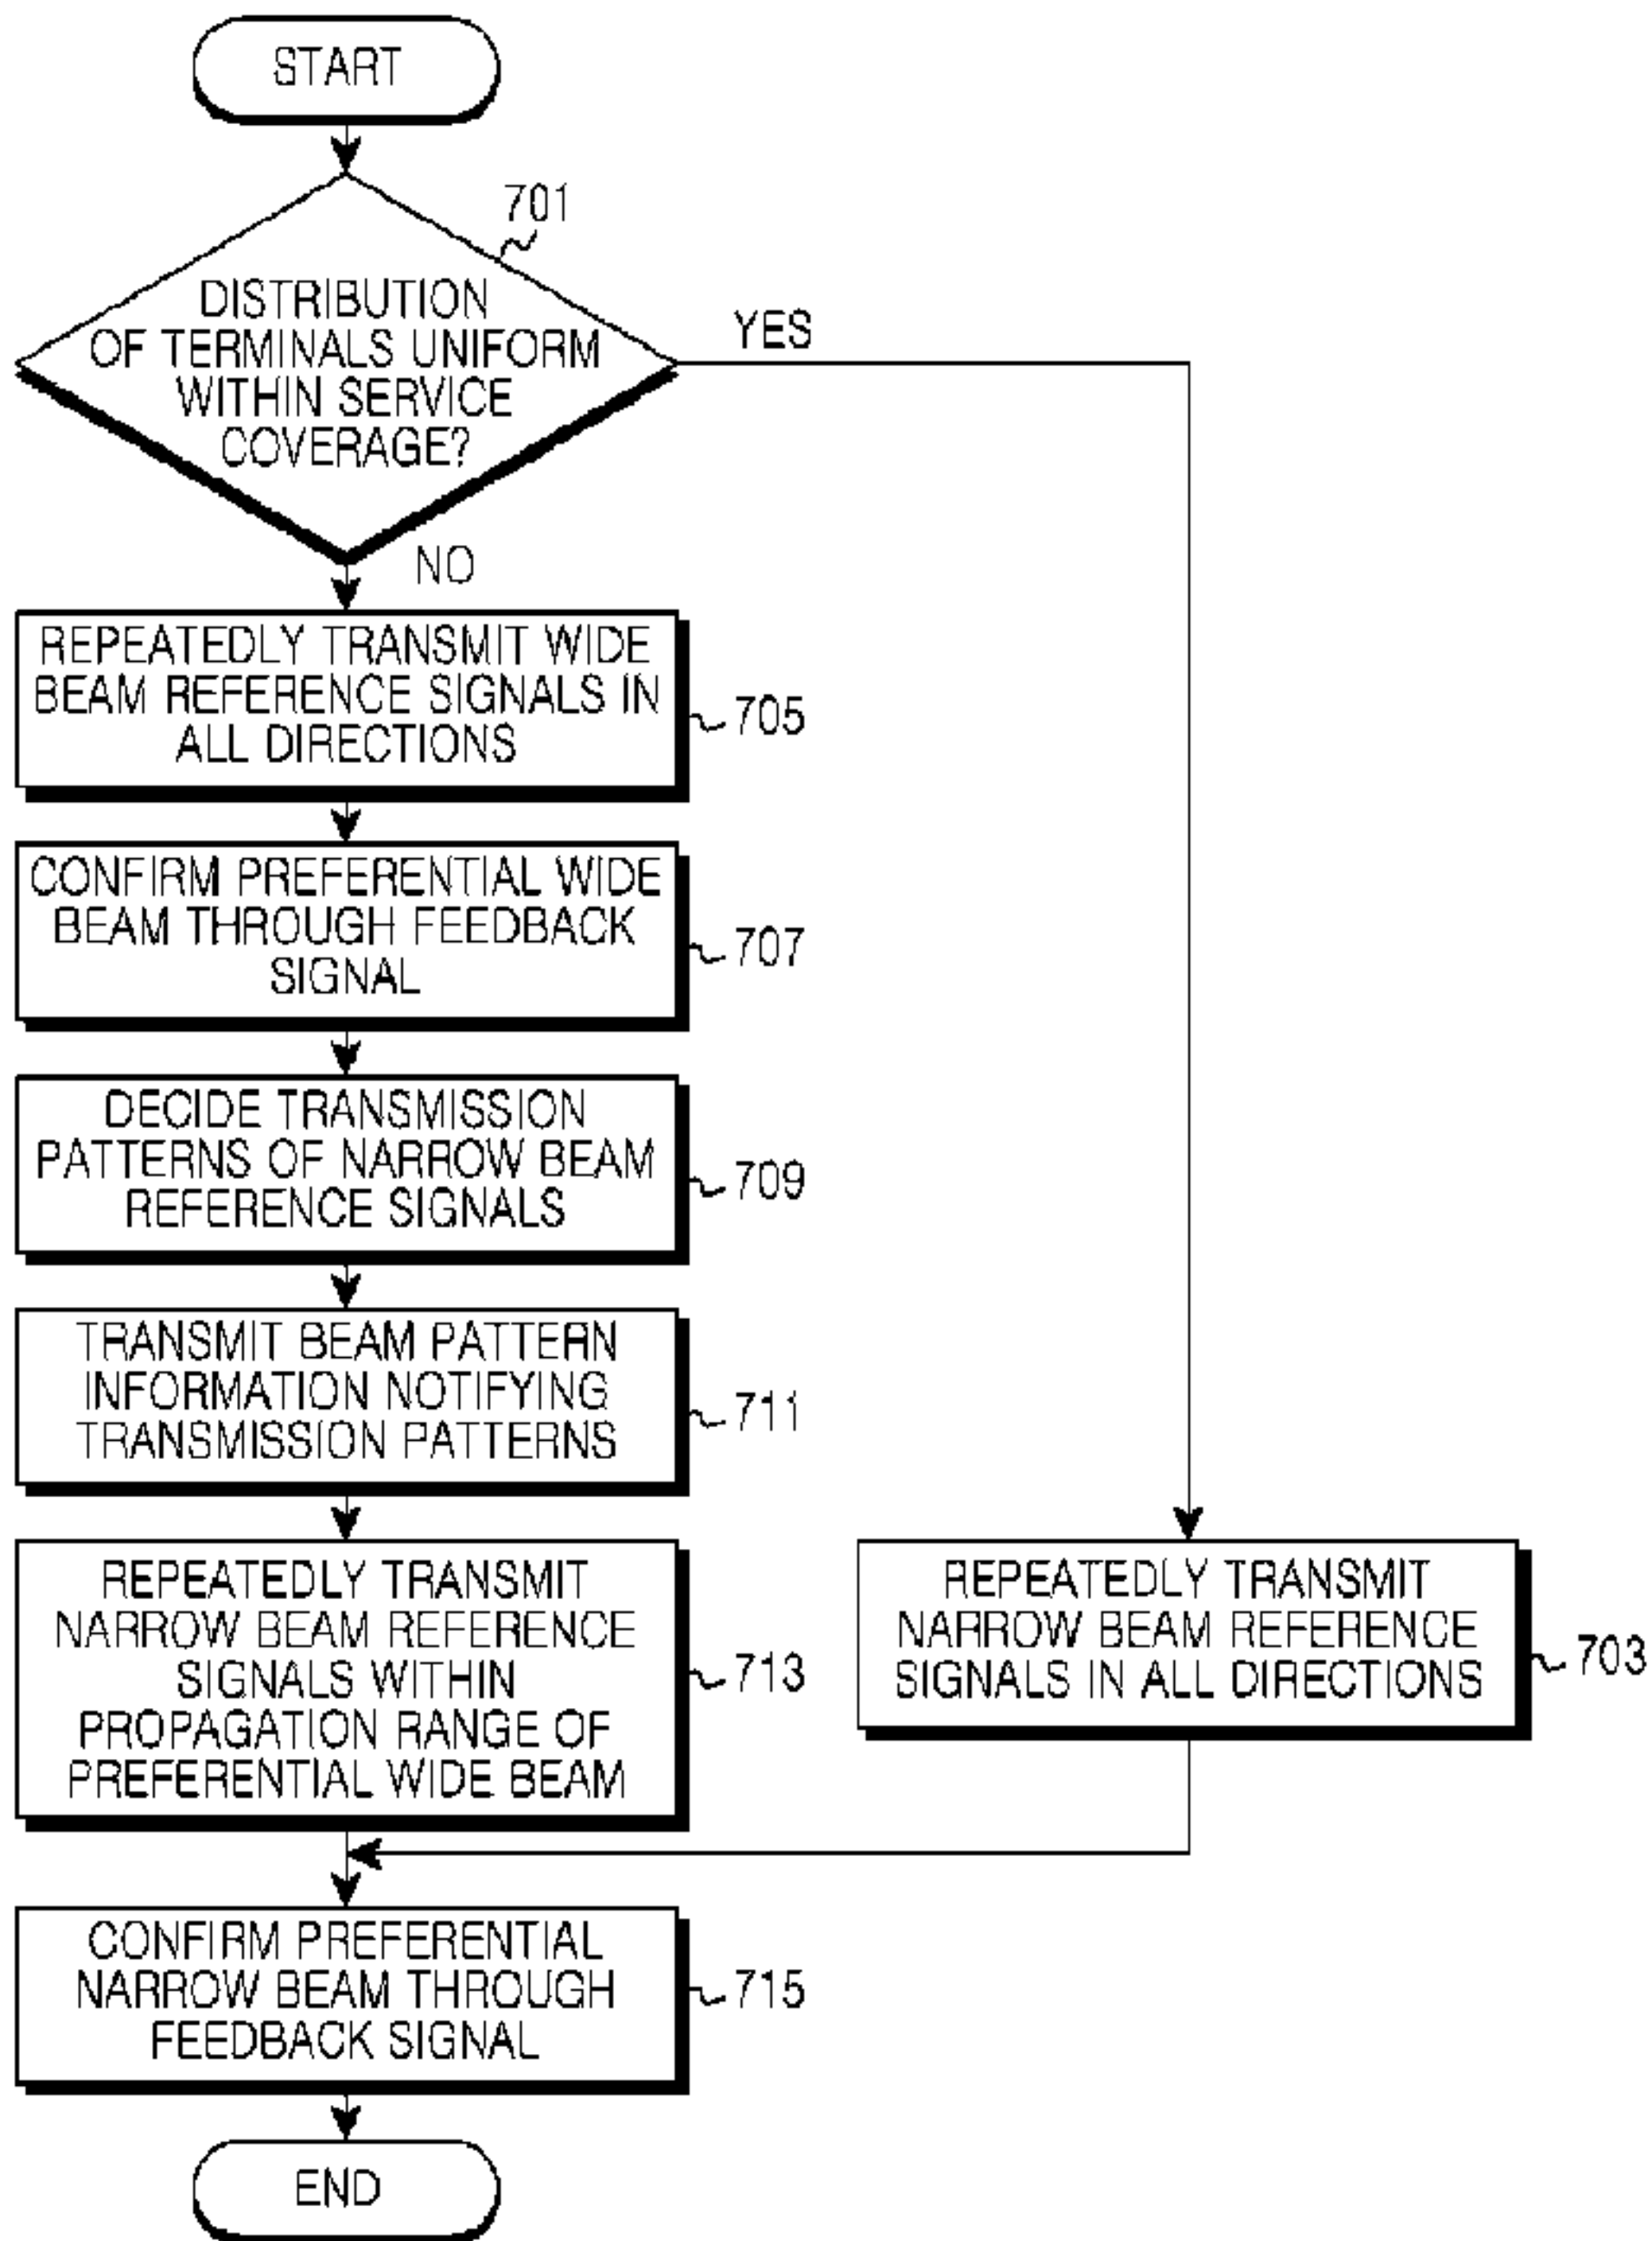 START
701
DISTRIBUTION
OF TERMINALS UNIFORM
WITHIN SERVICE
COVERAGE?
YES
NO
REPEATEDLY TRANSMIT WIDE
BEAM REFERENCE SIGNALS IN
ALL DIRECTIONS
705
CONFIRM PREFERENTIAL WIDE
BEAM THROUGH FEEDBACK
SIGNAL
707
DECIDE TRANSMISSION
PATTERNS OF NARROW BEAM
REFERENCE SIGNALS
709
TRANSMIT BEAM PATTERN
INFORMATION NOTIFYING
TRANSMISSION PATTERNS
711
REPEATEDLY TRANSMIT
NARROW BEAM REFERENCE
SIGNALS WITHIN
PROPAGATION RANGE OF
PREFERENTIAL WIDE BEAM
713
REPEATEDLY TRANSMIT
NARROW BEAM REFERENCE
SIGNALS IN ALL DIRECTIONS
703
CONFIRM PREFERENTIAL
NARROW BEAM THROUGH
FEEDBACK SIGNAL
715
END